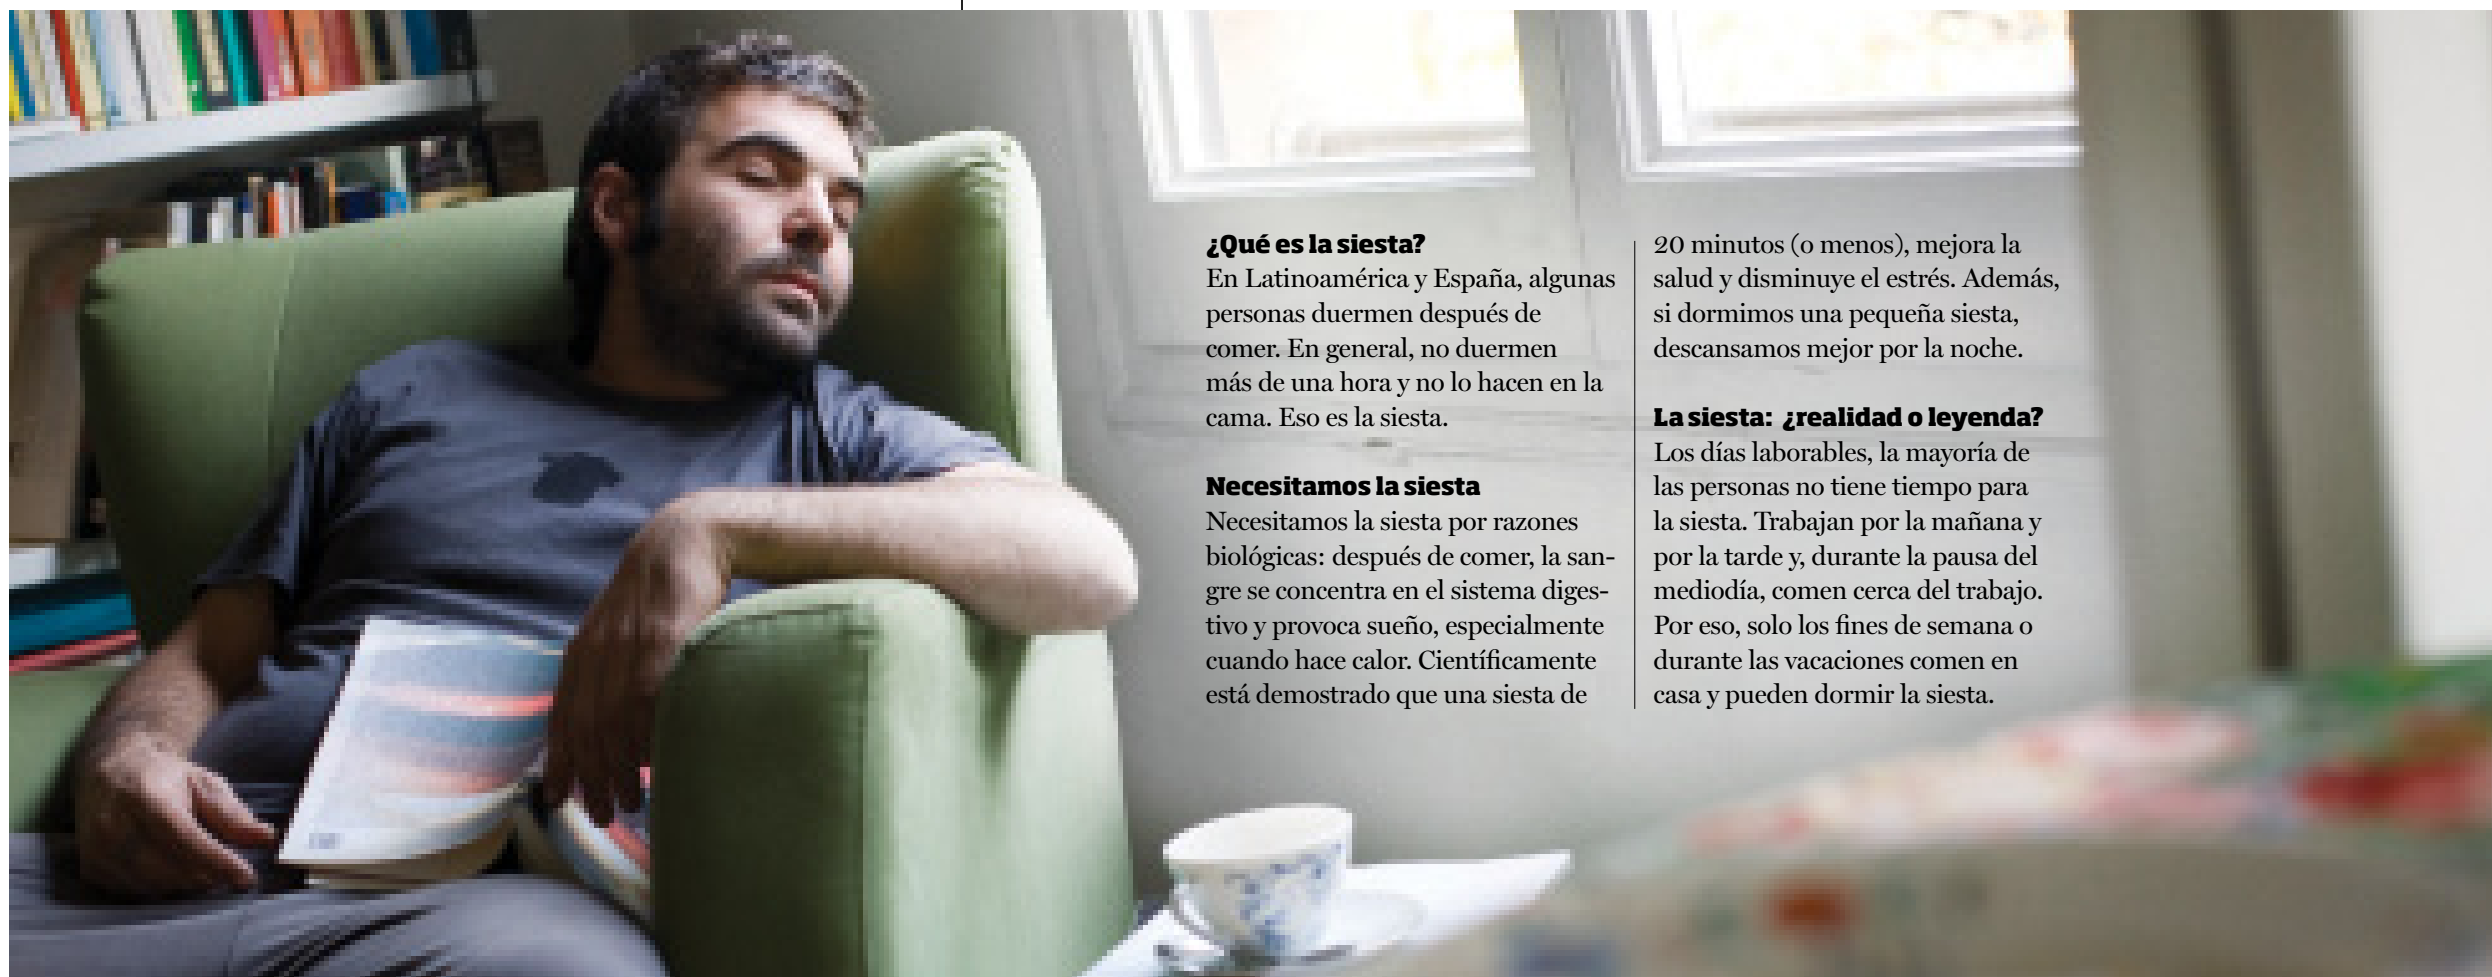 ¿Qué es la siesta?
En Latinoamérica y España, algunas
personas duermen después de
comer. En general, no duermen
más de una hora y no lo hacen en la
cama. Eso es la siesta.
Necesitamos la siesta
Necesitamos la siesta por razones
biológicas: después de comer, la san-
gre se concentra en el sistema diges-
tivo y provoca sueño, especialmente
cuando hace calor. Científicamente
está demostrado que una siesta de
20 minutos (o menos), mejora la
salud y disminuye el estrés. Además,
si dormimos una pequeña siesta,
descansamos mejor por la noche.
La siesta: ¿realidad o leyenda?
Los días laborables, la mayoría de
las personas no tiene tiempo para
la siesta. Trabajan por la mañana y
por la tarde y, durante la pausa del
mediodía, comen cerca del trabajo.
Por eso, solo los fines de semana o
durante las vacaciones comen en
casa y pueden dormir la siesta.